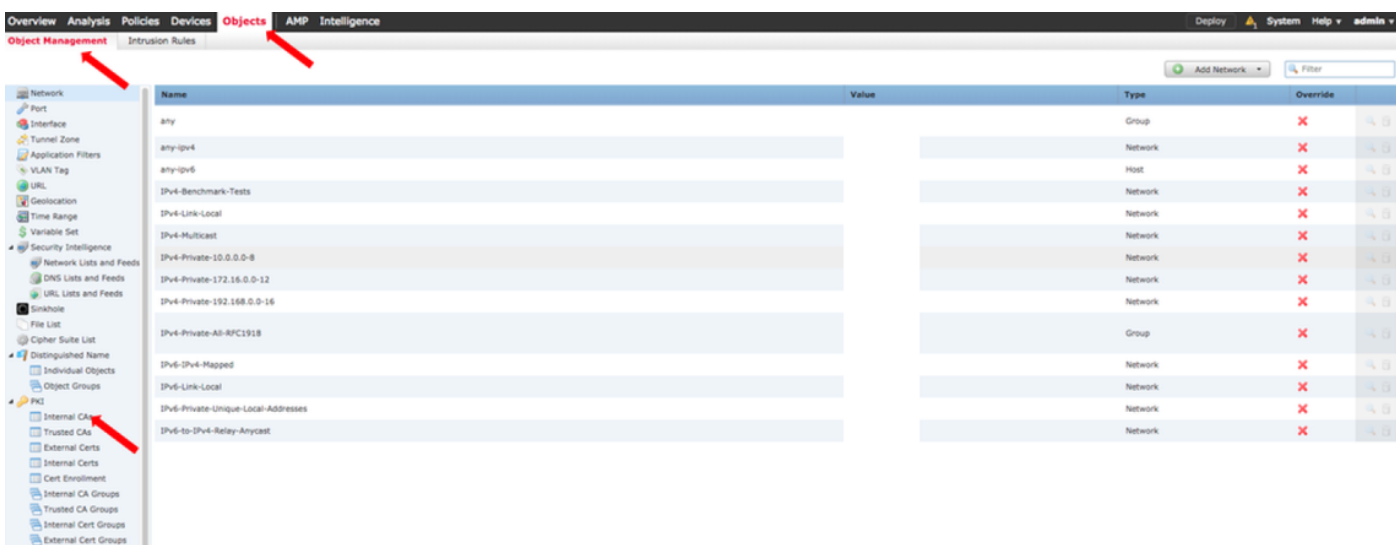 Overview Analysis Policies Devices Objects AMP Intelligence Deploy System Help admin
Object Management Intrusion Rules
Add Network Filter
Network
Port
Interface
Tunnel Zone
Application Filters
VLAN Tag
URL
Geolocation
Time Range
Variable Set
Security Intelligence
Network Lists and Feeds
DNS Lists and Feeds
URL Lists and Feeds
Sinkhole
File List
Cipher Suite List
Distinguished Name
Individual Objects
Object Groups
PKI
Internal CAs
Trusted CAs
External Certs
Internal Certs
Cert Enrollment
Internal CA Groups
Trusted CA Groups
Internal Cert Groups
External Cert Groups
Name Value Type Override
any Group
any-ipv4 Network
any-ipv6 Host
IPv4-Benchmark-Tests Network
IPv4-Link-Local Network
IPv4-Multicast Network
IPv4-Private-10.0.0.0-8 Network
IPv4-Private-172.16.0.0-12 Network
IPv4-Private-192.168.0.0-16 Network
IPv4-Private-All-RFC1918 Group
IPv6-IPv4-Mapped Network
IPv6-Link-Local Network
IPv6-Private-Unique-Local-Addresses Network
IPv6-to-IPv4-Relay-Anycast Network